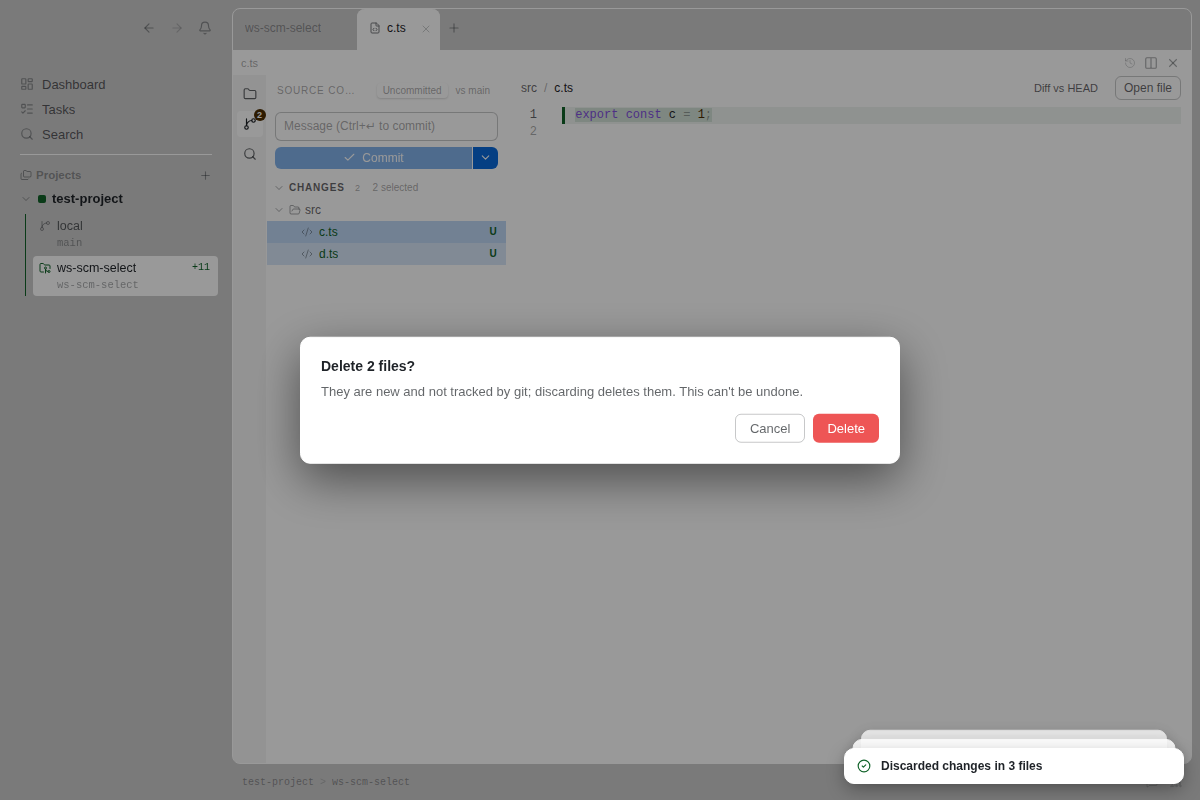 ws-scm-select
c.ts
c.ts
Dashboard
Tasks
Search
Projects
test-project
local
main
ws-scm-select
+11
ws-scm-select
2
SOURCE CO...
Uncommitted
vs main
Message (Ctrl+↵ to commit)
Commit
CHANGES
2
2 selected
src
c.ts
U
d.ts
U
src / c.ts
Diff vs HEAD
Open file
1
export const c = 1;
2
Delete 2 files?
They are new and not tracked by git; discarding deletes them. This can't be undone.
Cancel
Delete
Discarded changes in 3 files
test-project > ws-scm-select